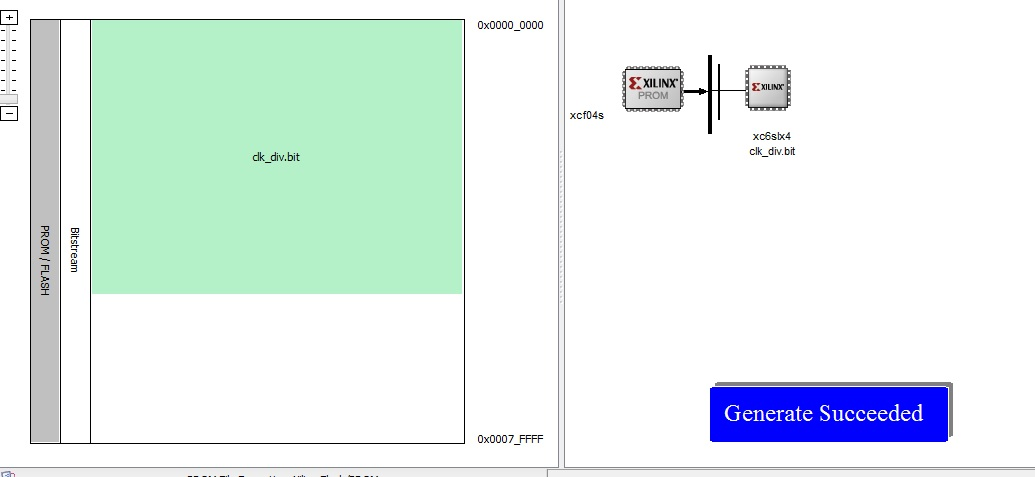 0x0000_0000
clk_div.bit
PROM / FLASH
Bitstream
0x0007_FFFF
XILINX
PROM
xcf04s
XILINX
xc6slx4
clk_div.bit
Generate Succeeded